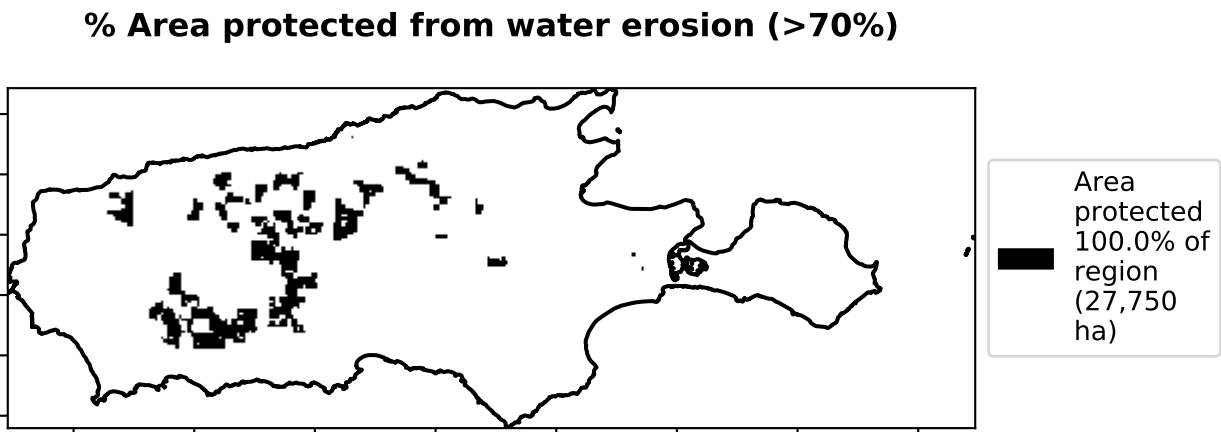 % Area protected from water erosion (>70%)
Area
protected
100.0% of
region
(27,750
ha)